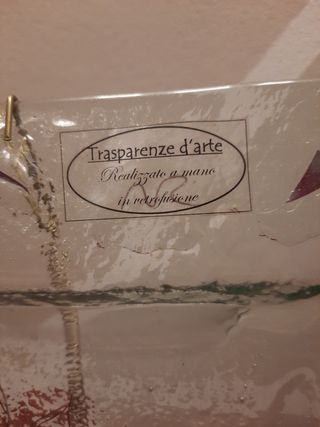 Trasparenze d'arte
Realizzato a mano
in vetrofusione